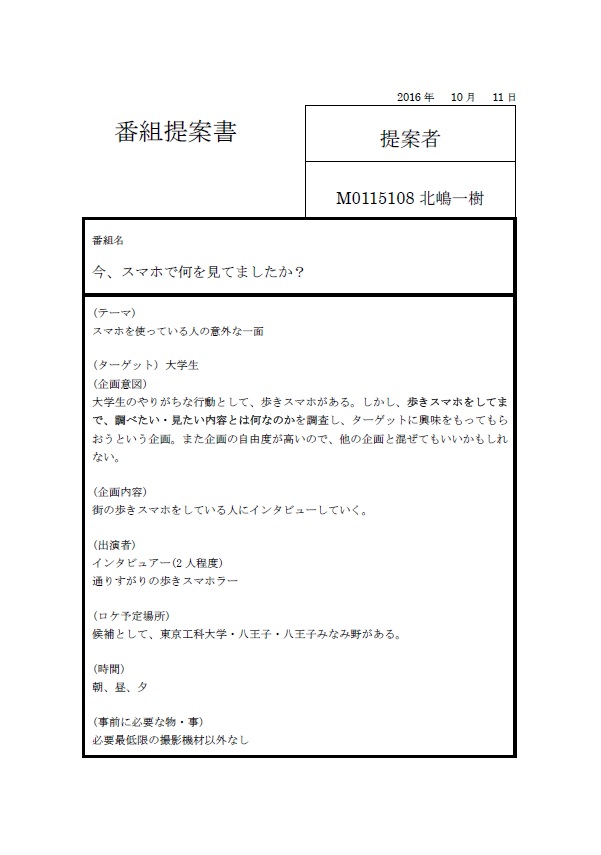 2016年 10月 11日
番組提案書
提案者
M0115108 北嶋一樹
番組名
今、スマホで何を見てましたか？
(テーマ)
スマホを使っている人の意外な一面
(ターゲット) 大学生
(企画意図)
大学生のやりがちな行動として、歩きスマホがある。しかし、歩きスマホをしてま
で、調べたい・見たい内容とは何なのかを調査し、ターゲットに興味をもってもら
おうという企画。また企画の自由度が高いので、他の企画と混ぜてもいいかもしれ
ない。
(企画内容)
街の歩きスマホをしている人にインタビューしていく。
(出演者)
インタビュアー(2人程度)
通りすがりの歩きスマホラー
(ロケ予定場所)
候補として、東京工科大学・八王子・八王子みなみ野がある。
(時間)
朝、昼、夕
(事前に必要な物・事)
必要最低限の撮影機材以外なし